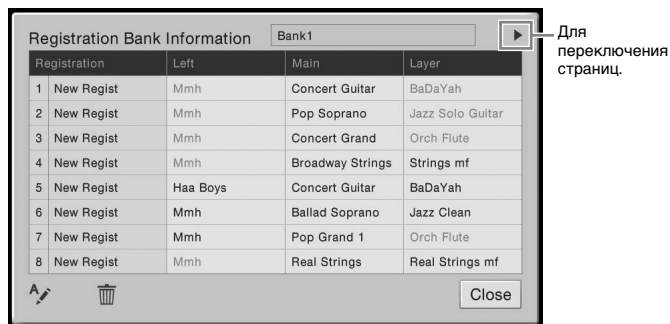 Registration Bank Information Bank1
Для
переключения
страниц.
Registration Left Main Layer
1 New Regist Mmh Concert Guitar BaDaYah
2 New Regist Mmh Pop Soprano Jazz Solo Guitar
3 New Regist Mmh Concert Grand Orch Flute
4 New Regist Mmh Broadway Strings Strings mf
5 New Regist Haa Boys Concert Guitar BaDaYah
6 New Regist Mmh Ballad Soprano Jazz Clean
7 New Regist Mmh Pop Grand 1 Orch Flute
8 New Regist Mmh Real Strings Real Strings mf
A Close